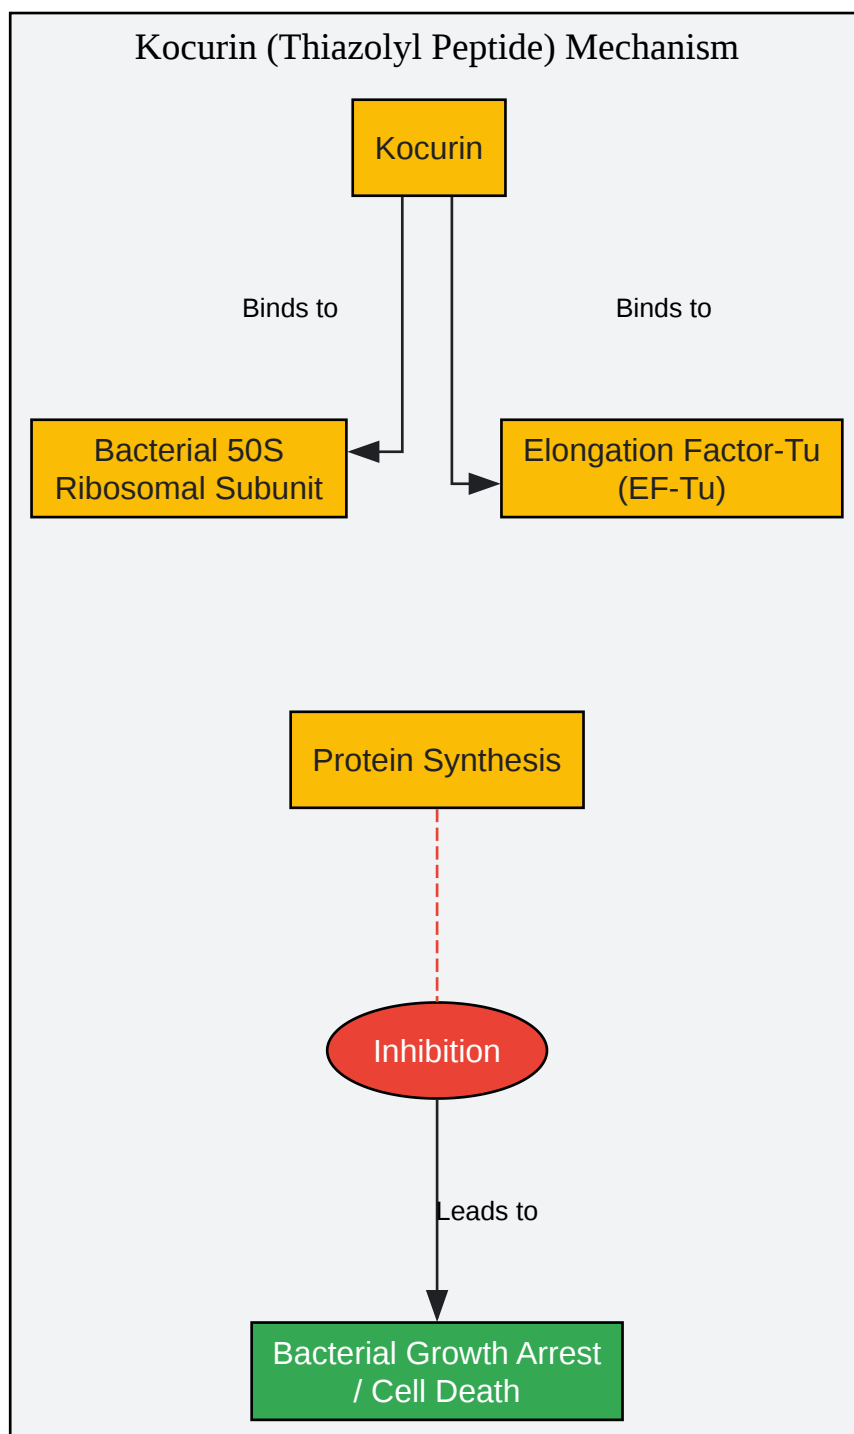 Kocurin (Thiazolyl Peptide) Mechanism
Kocurin
Binds to
Binds to
Bacterial 50S
Ribosomal Subunit
Elongation Factor-Tu
(EF-Tu)
Protein Synthesis
Inhibition
Leads to
Bacterial Growth Arrest
/ Cell Death